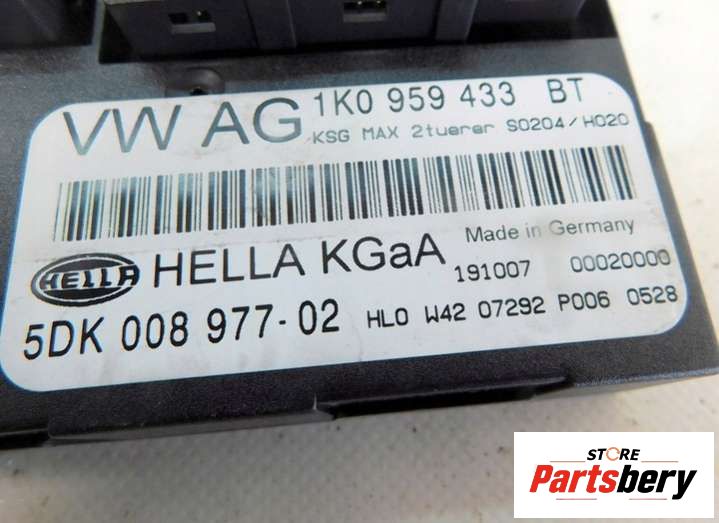 VW AG 1K0 959 433 BT
KSG MAX 2tuerer S0204/H020
HELLA HELLA KGaA Made in Germany
191007 00020000
5DK 008 977-02 HL0 W42 07292 P006 0528
STORE
Partsbery